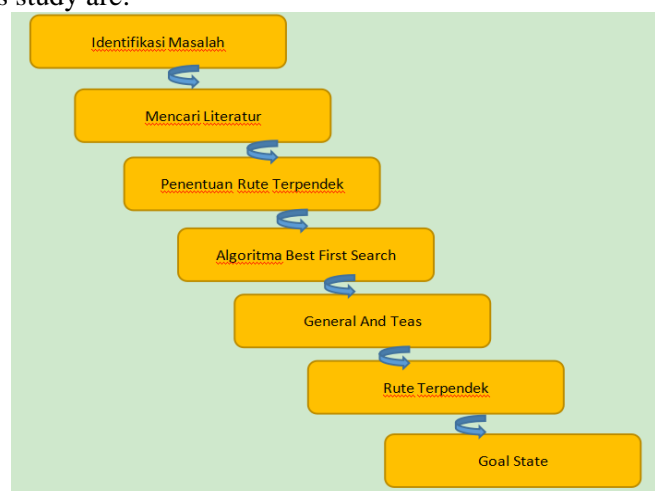 s study are:
Identifikasi Masalah
Mencari Literatur
Penentuan Rute Terpendek
Algoritma Best First Search
General And Teas
Rute Terpendek
Goal State